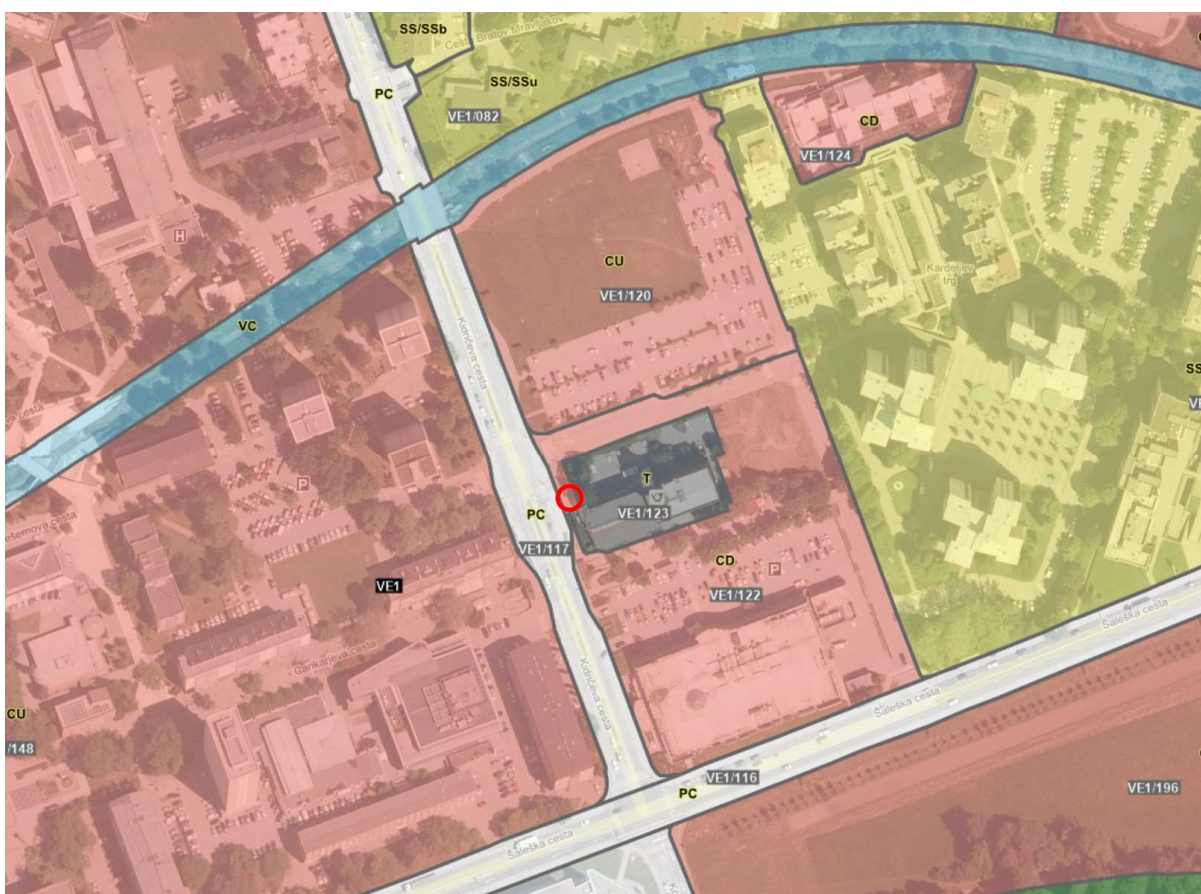 SS/SSb
Cesta Bratov Mravljakov
PC
SS/SSu
VE1/082
CD
VE1/124
H
CU
VE1/120
Kardeljev
trg
VC
Kidričeva cesta
T
VE1/123
P
PC
VE1/117
CD
P
VE1/122
VE1
Cankarjeva cesta
Kidričeva cesta
Šaleška cesta
Šaleška cesta
CU
/148
VE1/116
PC
VE1/196
Šaleška cesta
SS